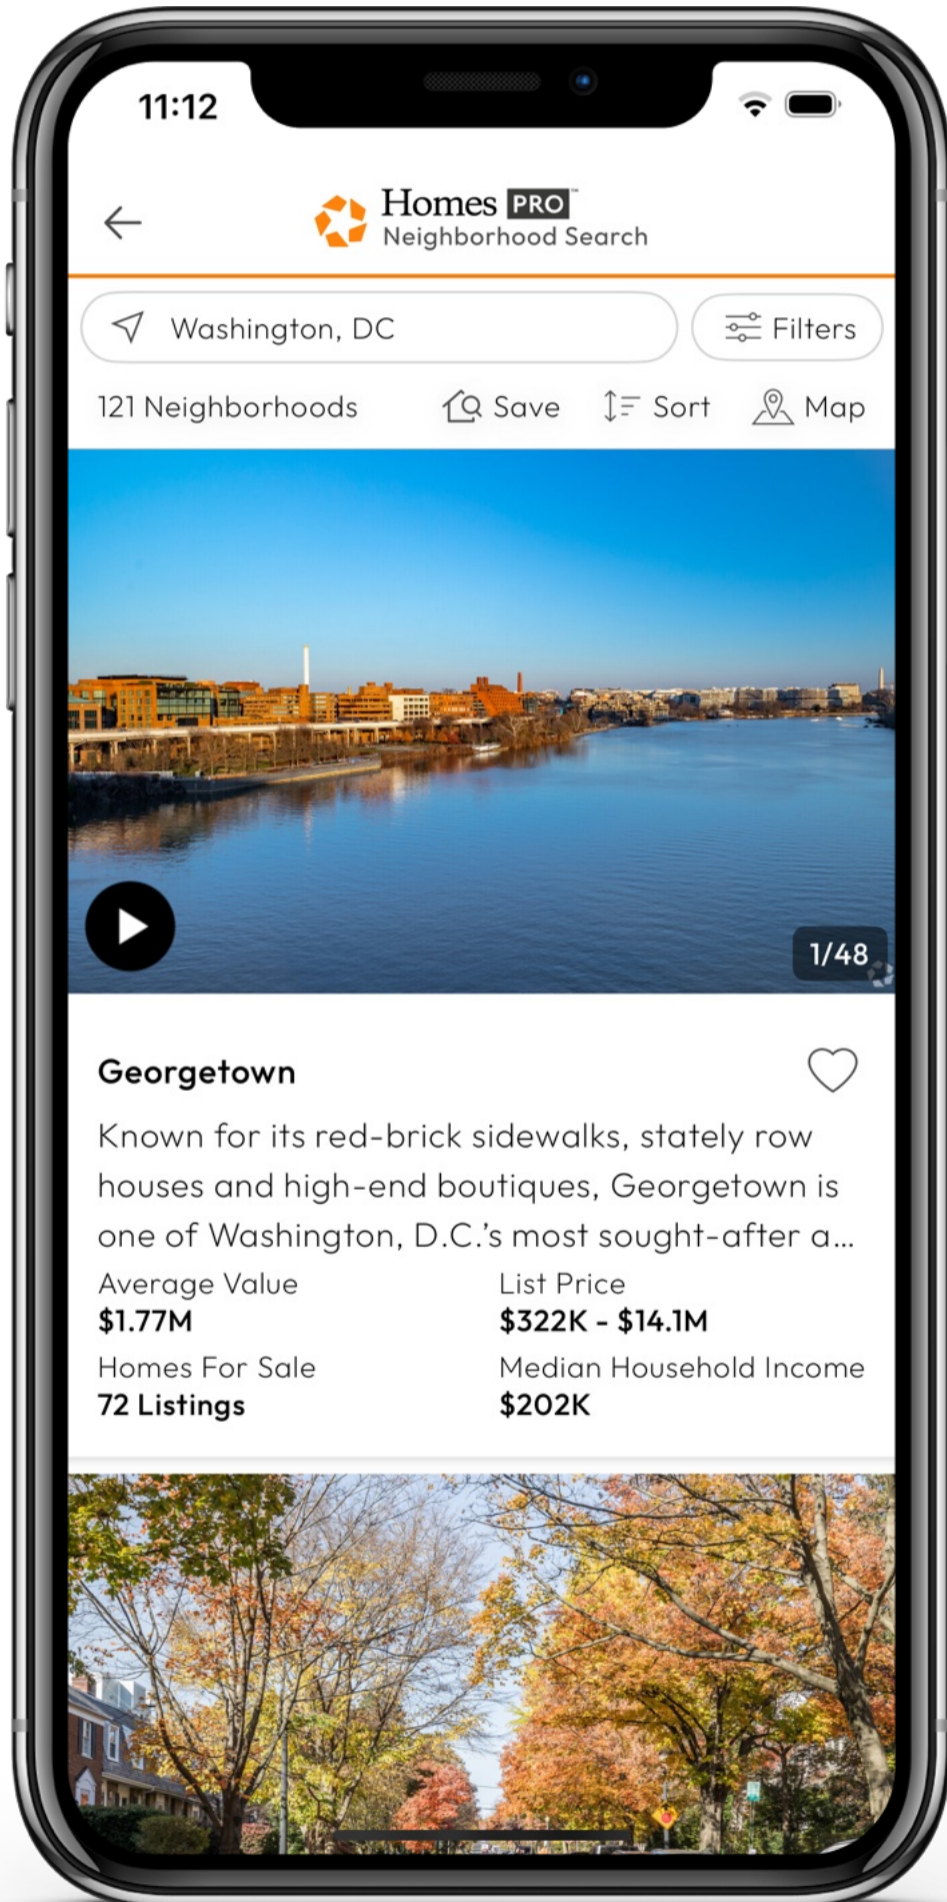 11:12
Homes PRO™
Neighborhood Search
Washington, DC
Filters
121 Neighborhoods
Save
Sort
Map
1/48
Georgetown
Known for its red-brick sidewalks, stately row
houses and high-end boutiques, Georgetown is
one of Washington, D.C.’s most sought-after a...
Average Value
List Price
$1.77M
$322K - $14.1M
Homes For Sale
Median Household Income
72 Listings
$202K